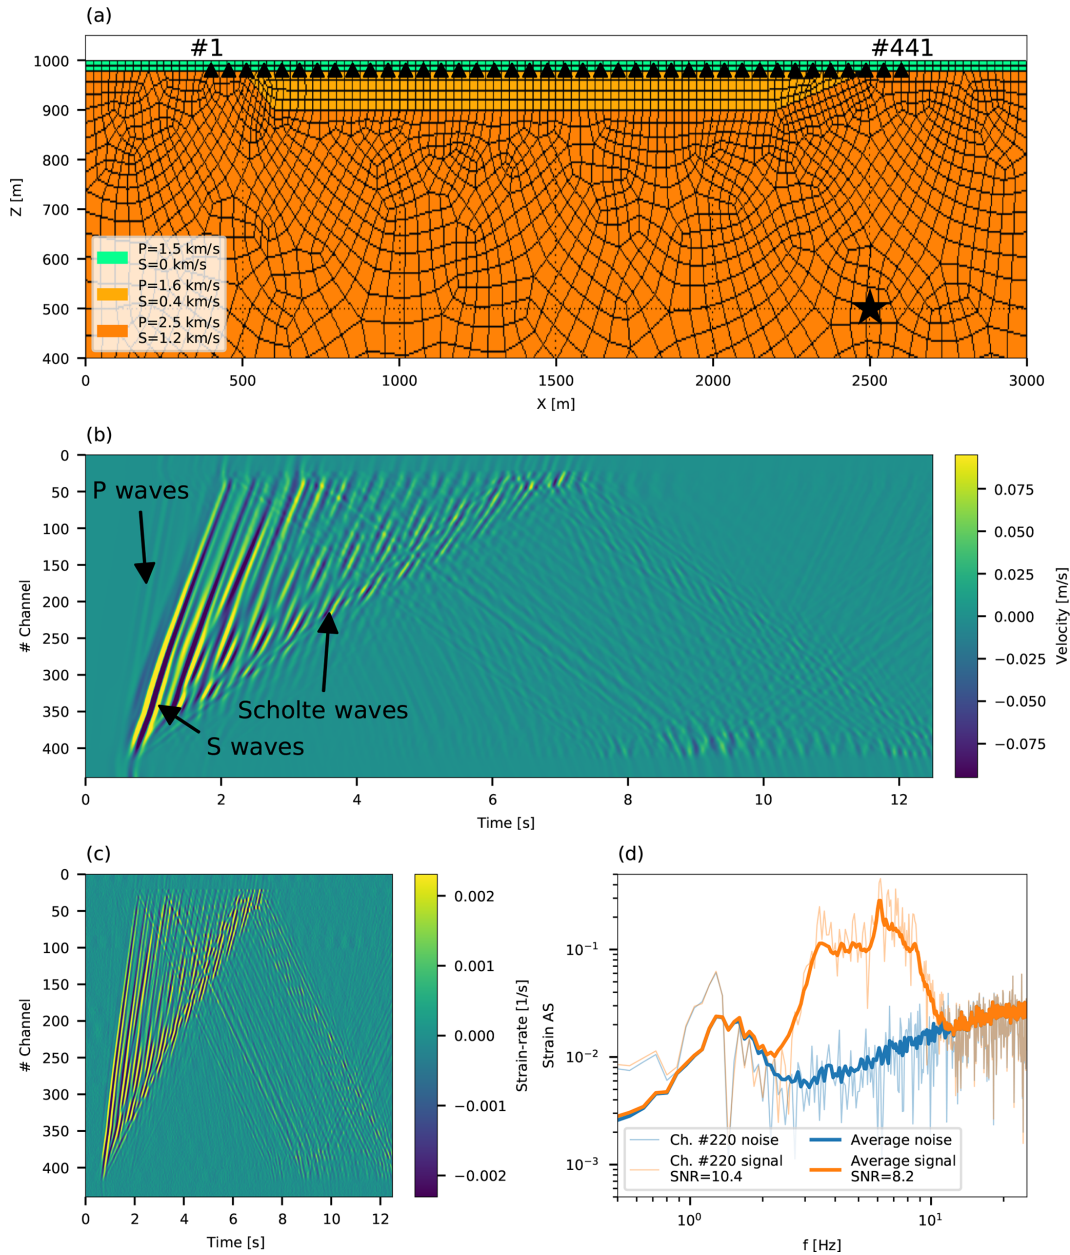 (a)
#1
#441
1000
900
800
700
600
500
400
Z [m]
P=1.5 km/s
S=0 km/s
P=1.6 km/s
S=0.4 km/s
P=2.5 km/s
S=1.2 km/s
0
500
1000
1500
2000
2500
3000
X [m]
(b)
0
50
100
150
200
250
300
350
400
# Channel
P waves
Scholte waves
S waves
0
2
4
6
8
10
12
Time [s]
0.075
0.050
0.025
0.000
−0.025
−0.050
−0.075
Velocity [m/s]
(c)
0
50
100
150
200
250
300
350
400
# Channel
0
2
4
6
8
10
12
Time [s]
0.002
0.001
0.000
−0.001
−0.002
Strain-rate [1/s]
(d)
10⁻¹
10⁻²
10⁻³
Strain AS
Ch. #220 noise
Ch. #220 signal
SNR=10.4
Average noise
Average signal
SNR=8.2
10⁰
10¹
f [Hz]